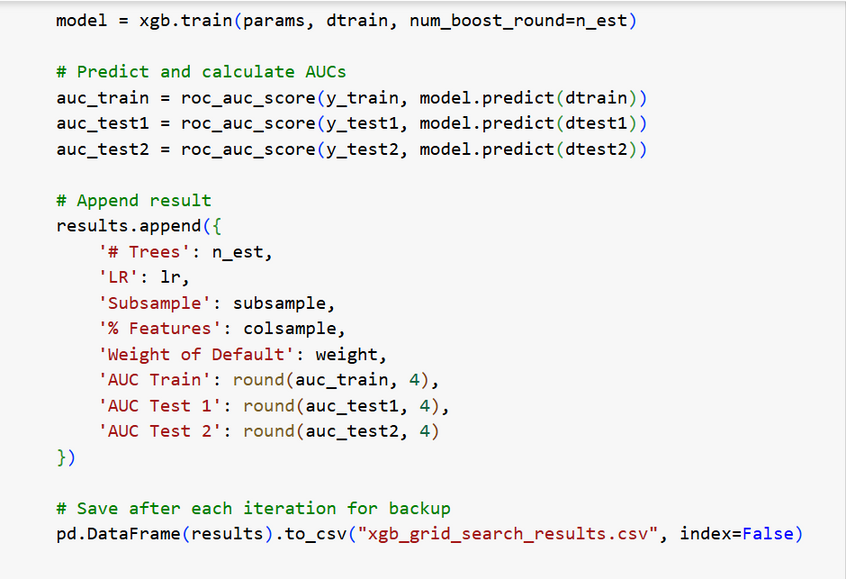 model = xgb.train(params, dtrain, num_boost_round=n_est)
# Predict and calculate AUCs
auc_train = roc_auc_score(y_train, model.predict(dtrain))
auc_test1 = roc_auc_score(y_test1, model.predict(dtest1))
auc_test2 = roc_auc_score(y_test2, model.predict(dtest2))
# Append result
results.append({
    '# Trees': n_est,
    'LR': lr,
    'Subsample': subsample,
    '% Features': colsample,
    'Weight of Default': weight,
    'AUC Train': round(auc_train, 4),
    'AUC Test 1': round(auc_test1, 4),
    'AUC Test 2': round(auc_test2, 4)
})
# Save after each iteration for backup
pd.DataFrame(results).to_csv("xgb_grid_search_results.csv", index=False)